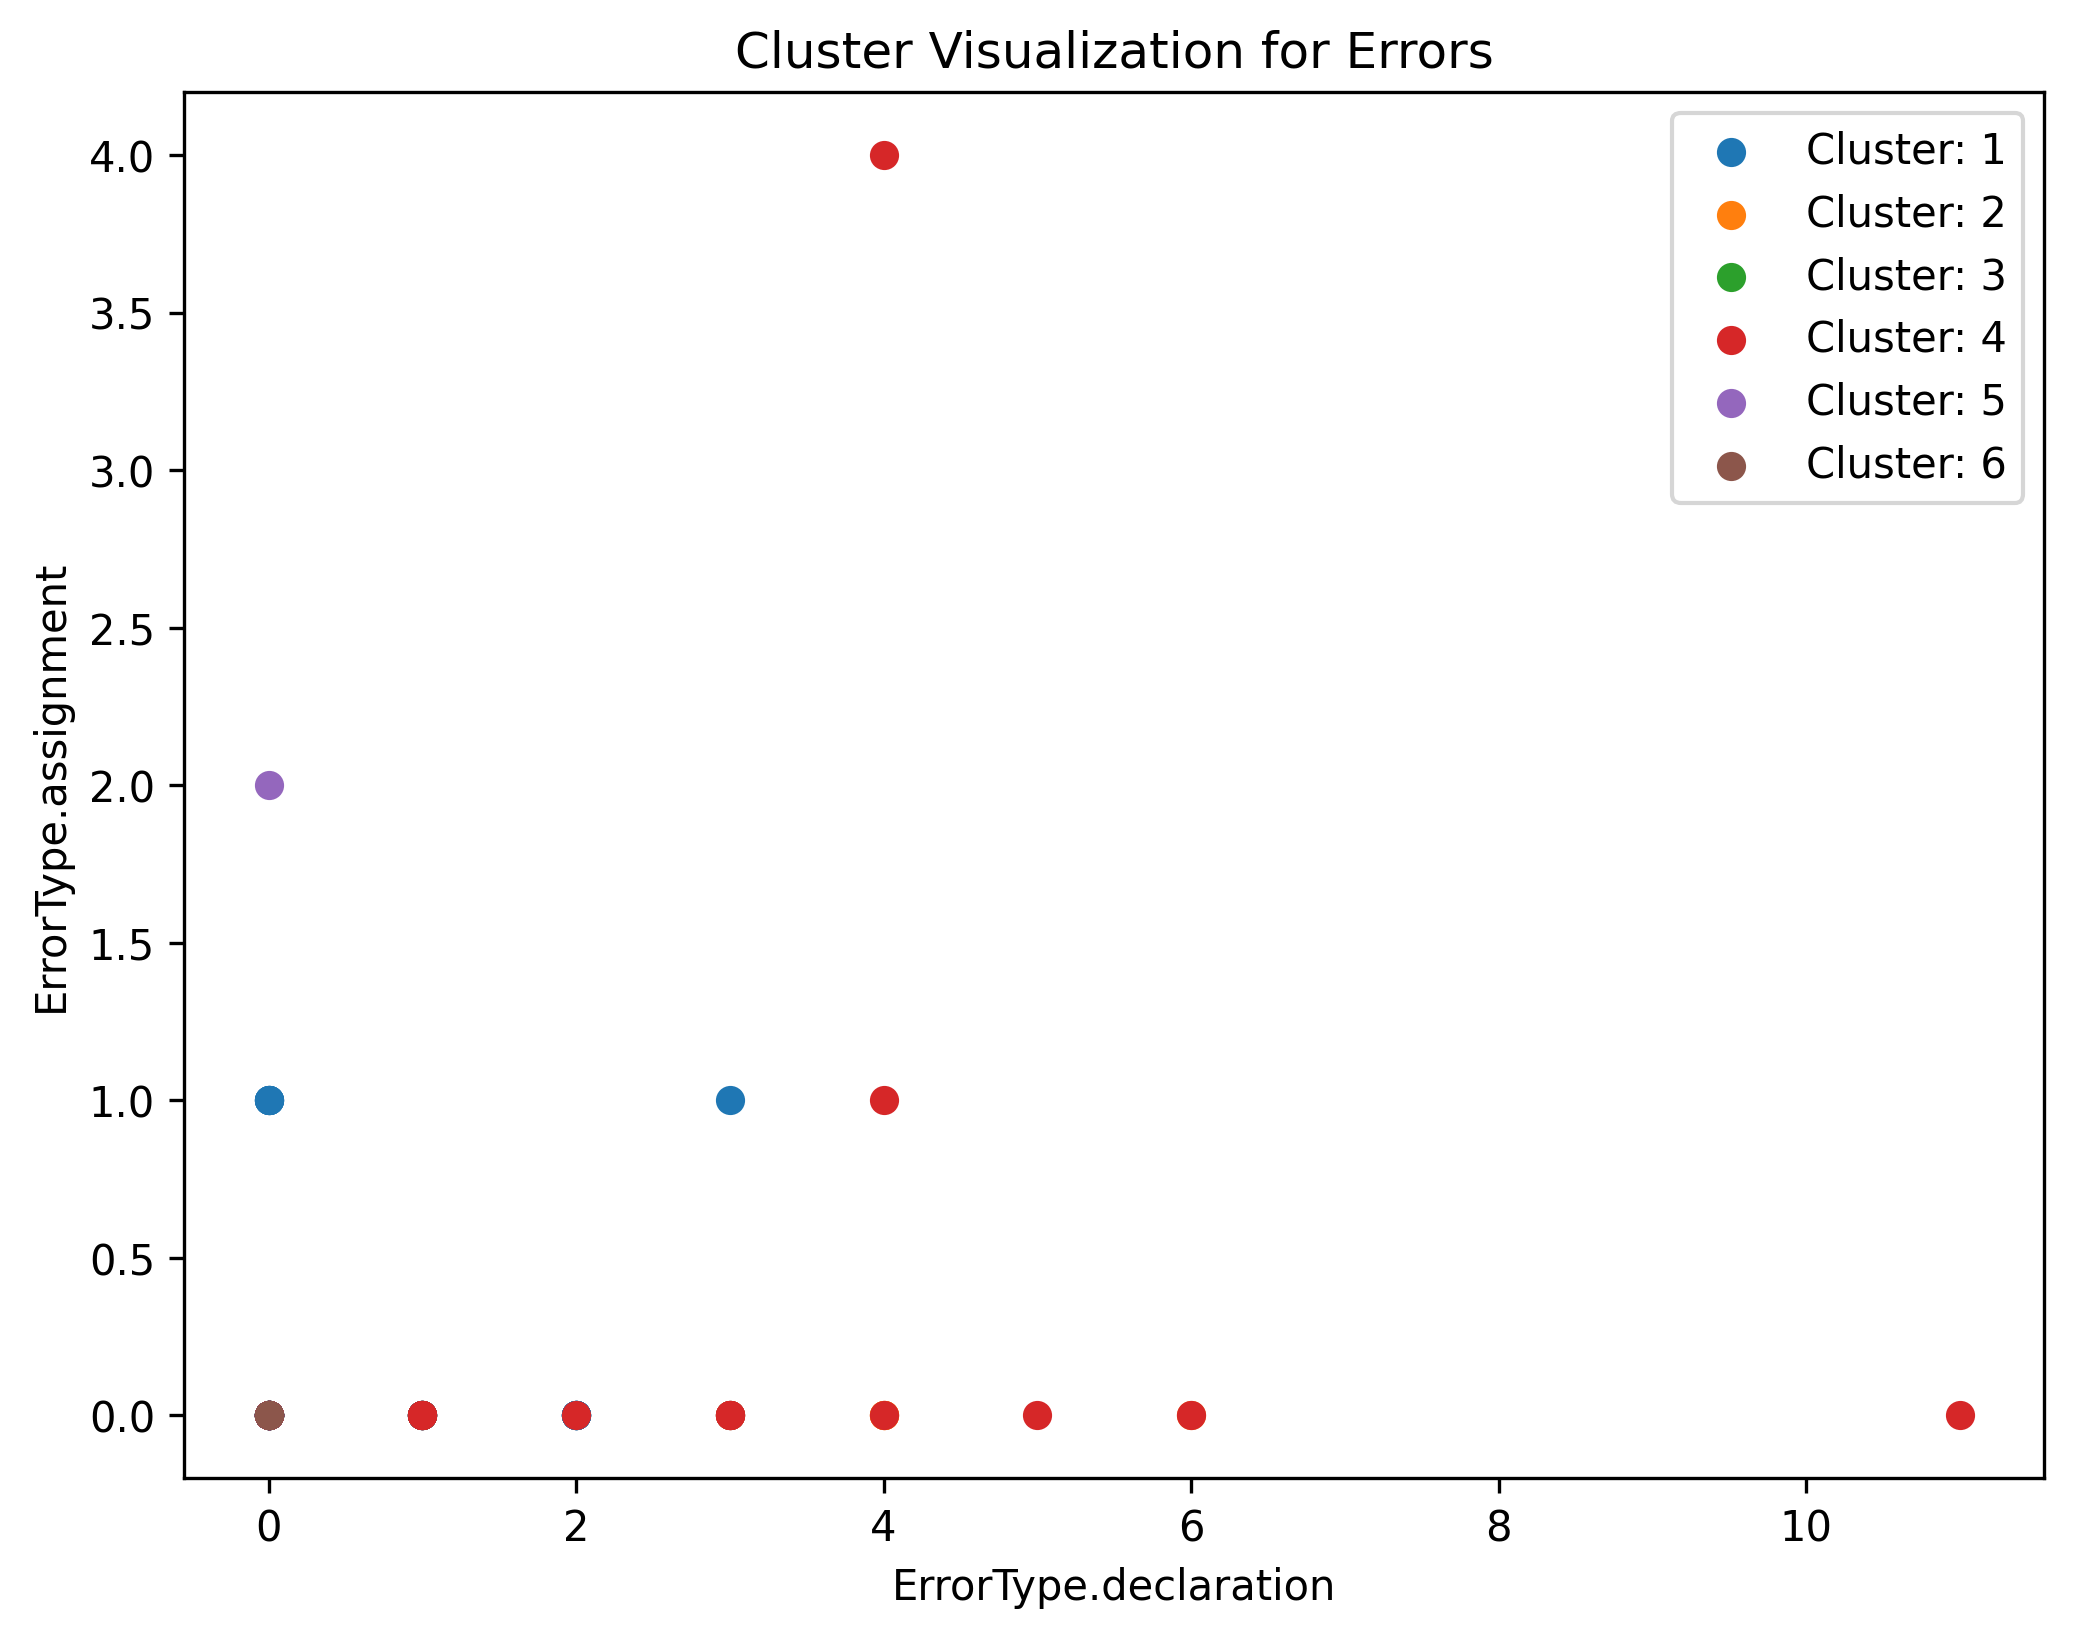 Cluster Visualization for Errors
Cluster: 1
Cluster: 2
Cluster: 3
Cluster: 4
Cluster: 5
Cluster: 6
ErrorType.assignment
4.0
3.5
3.0
2.5
2.0
1.5
1.0
0.5
0.0
0 2 4 6 8 10
ErrorType.declaration